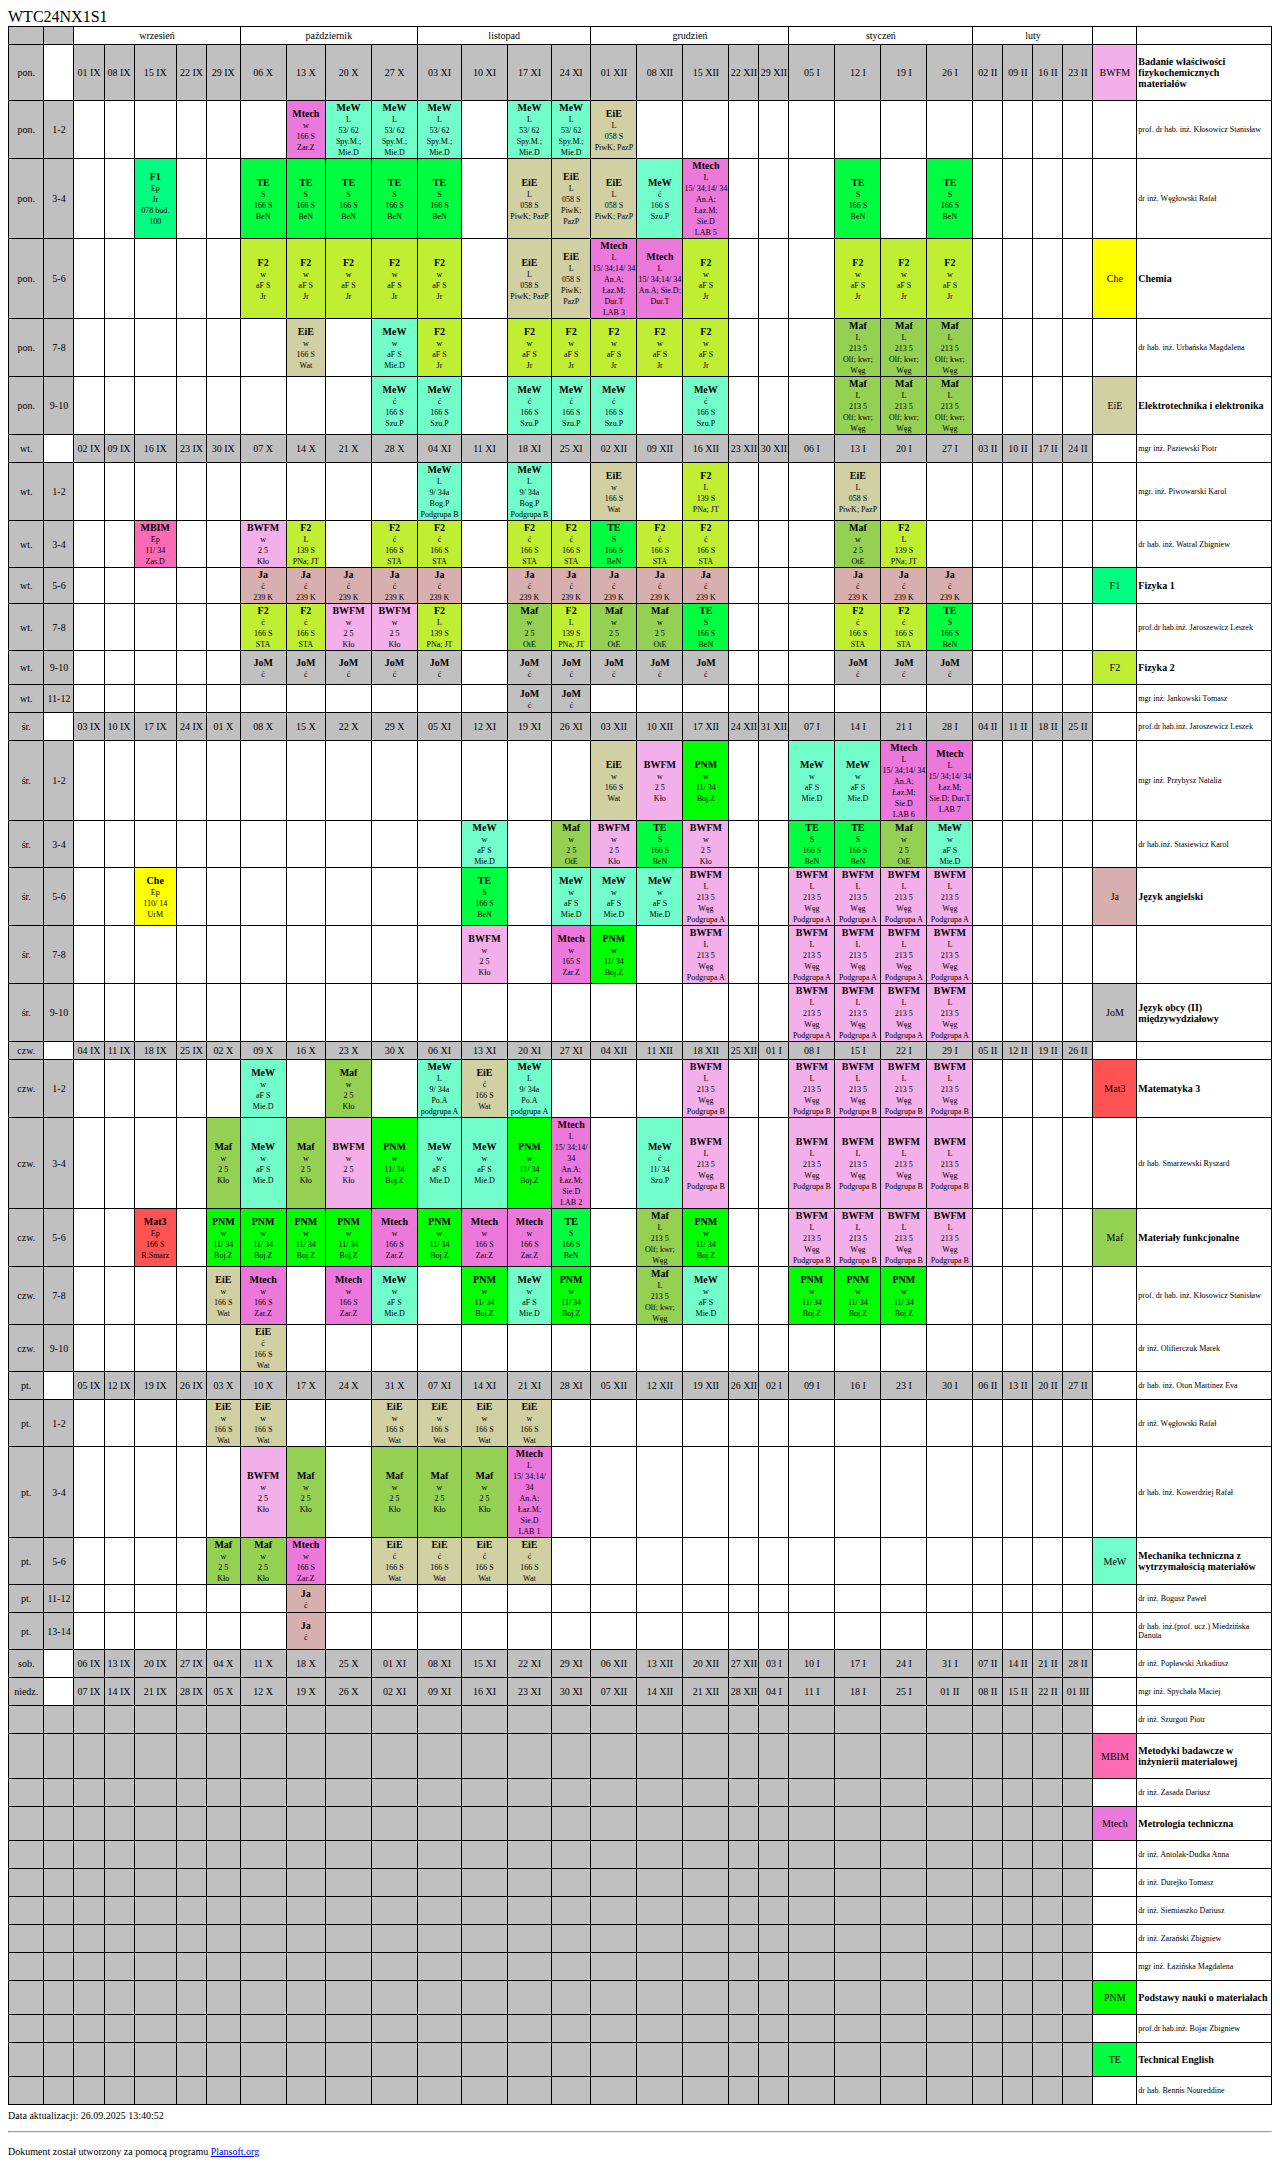 WTC24NX1S1
wrzesień październik listopad grudzień styczeń luty
pon. 01 IX 08 IX 15 IX 22 IX 29 IX 06 X 13 X 20 X 27 X 03 XI 10 XI 17 XI 24 XI 01 XII 08 XII 15 XII 22 XII 29 XII 05 I 12 I 19 I 26 I 02 II 09 II 16 II 23 II BWFM Badanie właściwości fizykochemicznych materiałów
pon. 1-2 Mtech w 166 S Zar.Z MeW L 53/ 62 Spy.M.; Mie.D MeW L 53/ 62 Spy.M.; Mie.D MeW L 53/ 62 Spy.M.; Mie.D MeW L 53/ 62 Spy.M.; Mie.D MeW L 53/ 62 Spy.M.; Mie.D EiE L 058 S PiwK; PazP prof. dr hab. inż. Kłosowicz Stanisław
pon. 3-4 F1 Ep Jr 078 bud. 100 TE S 166 S BeN TE S 166 S BeN TE S 166 S BeN TE S 166 S BeN TE S 166 S BeN EiE L 058 S PiwK; PazP EiE L 058 S PiwK; PazP EiE L 058 S PiwK; PazP MeW ć 166 S Szu.P Mtech L 15/ 34;14/ 34 An.A; Łaz.M; Sie.D LAB 5 TE S 166 S BeN TE S 166 S BeN dr inż. Węgłowski Rafał
pon. 5-6 F2 w aF S Jr F2 w aF S Jr F2 w aF S Jr F2 w aF S Jr F2 w aF S Jr EiE L 058 S PiwK; PazP EiE L 058 S PiwK; PazP Mtech L 15/ 34;14/ 34 An.A; Łaz.M; Dur.T LAB 3 Mtech L 15/ 34;14/ 34 An.A; Sie.D; Dur.T F2 w aF S Jr F2 w aF S Jr F2 w aF S Jr F2 w aF S Jr Che Chemia
pon. 7-8 EiE w 166 S Wat MeW w aF S Mie.D F2 w aF S Jr F2 w aF S Jr F2 w aF S Jr F2 w aF S Jr F2 w aF S Jr F2 w aF S Jr Maf L 213 5 Olf; kwr; Węg Maf L 213 5 Olf; kwr; Węg Maf L 213 5 Olf; kwr; Węg dr hab. inż. Urbańska Magdalena
pon. 9-10 MeW ć 166 S Szu.P MeW ć 166 S Szu.P MeW ć 166 S Szu.P MeW ć 166 S Szu.P MeW ć 166 S Szu.P MeW ć 166 S Szu.P Maf L 213 5 Olf; kwr; Węg Maf L 213 5 Olf; kwr; Węg Maf L 213 5 Olf; kwr; Węg EiE Elektrotechnika i elektronika
wt. 02 IX 09 IX 16 IX 23 IX 30 IX 07 X 14 X 21 X 28 X 04 XI 11 XI 18 XI 25 XI 02 XII 09 XII 16 XII 23 XII 30 XII 06 I 13 I 20 I 27 I 03 II 10 II 17 II 24 II mgr inż. Paziewski Piotr
wt. 1-2 MeW L 9/ 34a Bog.P Podgrupa B MeW L 9/ 34a Bog.P Podgrupa B EiE w 166 S Wat F2 L 139 S PNa; JT EiE L 058 S PiwK; PazP mgr. inż. Piwowarski Karol
wt. 3-4 MBIM Ep 11/ 34 Zas.D BWFM w 2 5 Kło F2 L 139 S PNa; JT F2 ć 166 S STA F2 ć 166 S STA F2 ć 166 S STA F2 ć 166 S STA TE S 166 S BeN F2 ć 166 S STA F2 ć 166 S STA Maf w 2 5 OtE F2 L 139 S PNa; JT dr hab. inż. Watral Zbigniew
wt. 5-6 Ja ć 239 K Ja ć 239 K Ja ć 239 K Ja ć 239 K Ja ć 239 K Ja ć 239 K Ja ć 239 K Ja ć 239 K Ja ć 239 K Ja ć 239 K Ja ć 239 K Ja ć 239 K Ja ć 239 K F1 Fizyka 1
wt. 7-8 F2 ć 166 S STA F2 ć 166 S STA BWFM w 2 5 Kło BWFM w 2 5 Kło F2 L 139 S PNa; JT Maf w 2 5 OtE F2 L 139 S PNa; JT Maf w 2 5 OtE Maf w 2 5 OtE TE S 166 S BeN F2 ć 166 S STA F2 ć 166 S STA TE S 166 S BeN prof.dr hab.inż. Jaroszewicz Leszek
wt. 9-10 JoM ć JoM ć JoM ć JoM ć JoM ć JoM ć JoM ć JoM ć JoM ć JoM ć JoM ć JoM ć JoM ć F2 Fizyka 2
wt. 11-12 JoM ć JoM ć mgr inż. Jankowski Tomasz
śr. 03 IX 10 IX 17 IX 24 IX 01 X 08 X 15 X 22 X 29 X 05 XI 12 XI 19 XI 26 XI 03 XII 10 XII 17 XII 24 XII 31 XII 07 I 14 I 21 I 28 I 04 II 11 II 18 II 25 II prof.dr hab.inż. Jaroszewicz Leszek
śr. 1-2 EiE w 166 S Wat BWFM w 2 5 Kło PNM w 11/ 34 Boj.Z MeW w aF S Mie.D MeW w aF S Mie.D Mtech L 15/ 34;14/ 34 An.A; Łaz.M; Sie.D LAB 6 Mtech L 15/ 34;14/ 34 Łaz.M; Sie.D; Dur.T LAB 7 mgr inż. Przybysz Natalia
śr. 3-4 MeW w aF S Mie.D Maf w 2 5 OtE BWFM w 2 5 Kło TE S 166 S BeN BWFM w 2 5 Kło TE S 166 S BeN TE S 166 S BeN Maf w 2 5 OtE MeW w aF S Mie.D dr hab.inż. Stasiewicz Karol
śr. 5-6 Che Ep 110/ 14 UrM TE S 166 S BeN MeW w aF S Mie.D MeW w aF S Mie.D MeW w aF S Mie.D BWFM L 213 5 Węg Podgrupa A BWFM L 213 5 Węg Podgrupa A BWFM L 213 5 Węg Podgrupa A BWFM L 213 5 Węg Podgrupa A BWFM L 213 5 Węg Podgrupa A Ja Język angielski
śr. 7-8 BWFM w 2 5 Kło Mtech w 165 S Zar.Z PNM w 11/ 34 Boj.Z BWFM L 213 5 Węg Podgrupa A BWFM L 213 5 Węg Podgrupa A BWFM L 213 5 Węg Podgrupa A BWFM L 213 5 Węg Podgrupa A BWFM L 213 5 Węg Podgrupa A
śr. 9-10 BWFM L 213 5 Węg Podgrupa A BWFM L 213 5 Węg Podgrupa A BWFM L 213 5 Węg Podgrupa A BWFM L 213 5 Węg Podgrupa A JoM Język obcy (II) międzywydziałowy
czw. 04 IX 11 IX 18 IX 25 IX 02 X 09 X 16 X 23 X 30 X 06 XI 13 XI 20 XI 27 XI 04 XII 11 XII 18 XII 25 XII 01 I 08 I 15 I 22 I 29 I 05 II 12 II 19 II 26 II
czw. 1-2 MeW w aF S Mie.D Maf w 2 5 Kło MeW L 9/ 34a Po.A podgrupa A EiE ć 166 S Wat MeW L 9/ 34a Po.A podgrupa A BWFM L 213 5 Węg Podgrupa B BWFM L 213 5 Węg Podgrupa B BWFM L 213 5 Węg Podgrupa B BWFM L 213 5 Węg Podgrupa B BWFM L 213 5 Węg Podgrupa B Mat3 Matematyka 3
czw. 3-4 Maf w 2 5 Kło MeW w aF S Mie.D Maf w 2 5 Kło BWFM w 2 5 Kło PNM w 11/ 34 Boj.Z MeW w aF S Mie.D MeW w aF S Mie.D PNM w 11/ 34 Boj.Z Mtech L 15/ 34;14/ 34 An.A; Łaz.M; Sie.D LAB 2 MeW ć 11/ 34 Szu.P BWFM L 213 5 Węg Podgrupa B BWFM L 213 5 Węg Podgrupa B BWFM L 213 5 Węg Podgrupa B BWFM L 213 5 Węg Podgrupa B BWFM L 213 5 Węg Podgrupa B dr hab. Smarzewski Ryszard
czw. 5-6 Mat3 Ep 166 S R.Smarz PNM w 11/ 34 Boj.Z PNM w 11/ 34 Boj.Z PNM w 11/ 34 Boj.Z PNM w 11/ 34 Boj.Z Mtech w 166 S Zar.Z PNM w 11/ 34 Boj.Z Mtech w 166 S Zar.Z Mtech w 166 S Zar.Z TE S 166 S BeN Maf L 213 5 Olf; kwr; Węg PNM w 11/ 34 Boj.Z BWFM L 213 5 Węg Podgrupa B BWFM L 213 5 Węg Podgrupa B BWFM L 213 5 Węg Podgrupa B BWFM L 213 5 Węg Podgrupa B Maf Materiały funkcjonalne
czw. 7-8 EiE w 166 S Wat Mtech w 166 S Zar.Z Mtech w 166 S Zar.Z MeW w aF S Mie.D PNM w 11/ 34 Boj.Z MeW w aF S Mie.D PNM w 11/ 34 Boj.Z Maf L 213 5 Olf; kwr; Węg MeW w aF S Mie.D PNM w 11/ 34 Boj.Z PNM w 11/ 34 Boj.Z PNM w 11/ 34 Boj.Z prof. dr hab. inż. Kłosowicz Stanisław
czw. 9-10 EiE ć 166 S Wat dr inż. Olifierczuk Marek
pt. 05 IX 12 IX 19 IX 26 IX 03 X 10 X 17 X 24 X 31 X 07 XI 14 XI 21 XI 28 XI 05 XII 12 XII 19 XII 26 XII 02 I 09 I 16 I 23 I 30 I 06 II 13 II 20 II 27 II dr hab. inż. Oton Martinez Eva
pt. 1-2 EiE w 166 S Wat EiE w 166 S Wat EiE w 166 S Wat EiE w 166 S Wat EiE w 166 S Wat EiE w 166 S Wat dr inż. Węgłowski Rafał
pt. 3-4 BWFM w 2 5 Kło Maf w 2 5 Kło Maf w 2 5 Kło Maf w 2 5 Kło Maf w 2 5 Kło Mtech L 15/ 34;14/ 34 An.A; Łaz.M; Sie.D LAB 1 dr hab. inż. Kowerdziej Rafał
pt. 5-6 Maf w 2 5 Kło Maf w 2 5 Kło Mtech w 166 S Zar.Z EiE ć 166 S Wat EiE ć 166 S Wat EiE ć 166 S Wat EiE ć 166 S Wat MeW Mechanika techniczna z wytrzymałością materiałów
pt. 11-12 Ja ć dr inż. Bogusz Paweł
pt. 13-14 Ja ć dr hab. inż.(prof. ucz.) Miedzińska Danuta
sob. 06 IX 13 IX 20 IX 27 IX 04 X 11 X 18 X 25 X 01 XI 08 XI 15 XI 22 XI 29 XI 06 XII 13 XII 20 XII 27 XII 03 I 10 I 17 I 24 I 31 I 07 II 14 II 21 II 28 II dr inż. Popławski Arkadiusz
niedz. 07 IX 14 IX 21 IX 28 IX 05 X 12 X 19 X 26 X 02 XI 09 XI 16 XI 23 XI 30 XI 07 XII 14 XII 21 XII 28 XII 04 I 11 I 18 I 25 I 01 II 08 II 15 II 22 II 01 III mgr inż. Spychała Maciej
dr inż. Szurgott Piotr
MBIM Metodyki badawcze w inżynierii materiałowej
dr inż. Zasada Dariusz
Mtech Metrologia techniczna
dr inż. Antolak-Dudka Anna
dr inż. Durejko Tomasz
dr inż. Siemiaszko Dariusz
dr inż. Zarański Zbigniew
mgr inż. Łazińska Magdalena
PNM Podstawy nauki o materiałach
prof.dr hab.inż. Bojar Zbigniew
TE Technical English
dr hab. Bennis Noureddine
Data aktualizacji: 26.09.2025 13:40:52
Dokument został utworzony za pomocą programu Plansoft.org